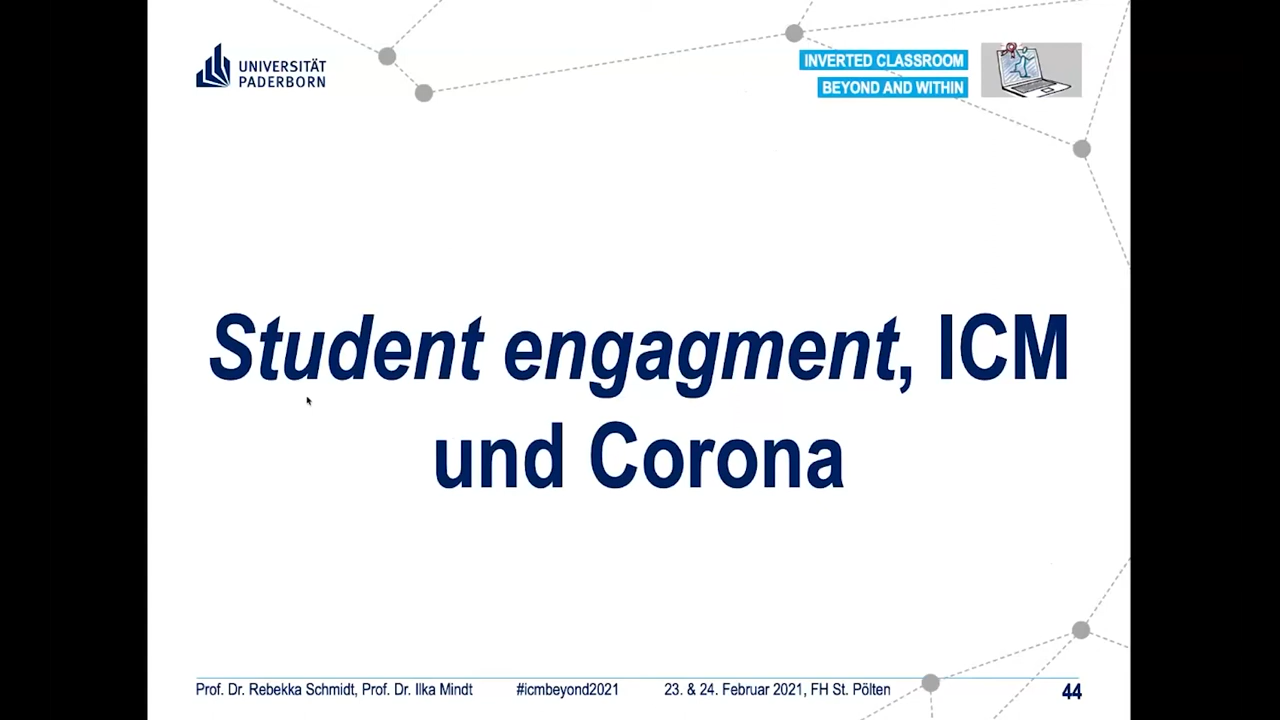 UNIVERSITÄT
PADERBORN
INVERTED CLASSROOM
BEYOND AND WITHIN
Student engagment, ICM
und Corona
Prof. Dr. Rebekka Schmidt, Prof. Dr. Ilka Mindt #icmbeyond2021 23. & 24. Februar 2021, FH St. Pölten 44